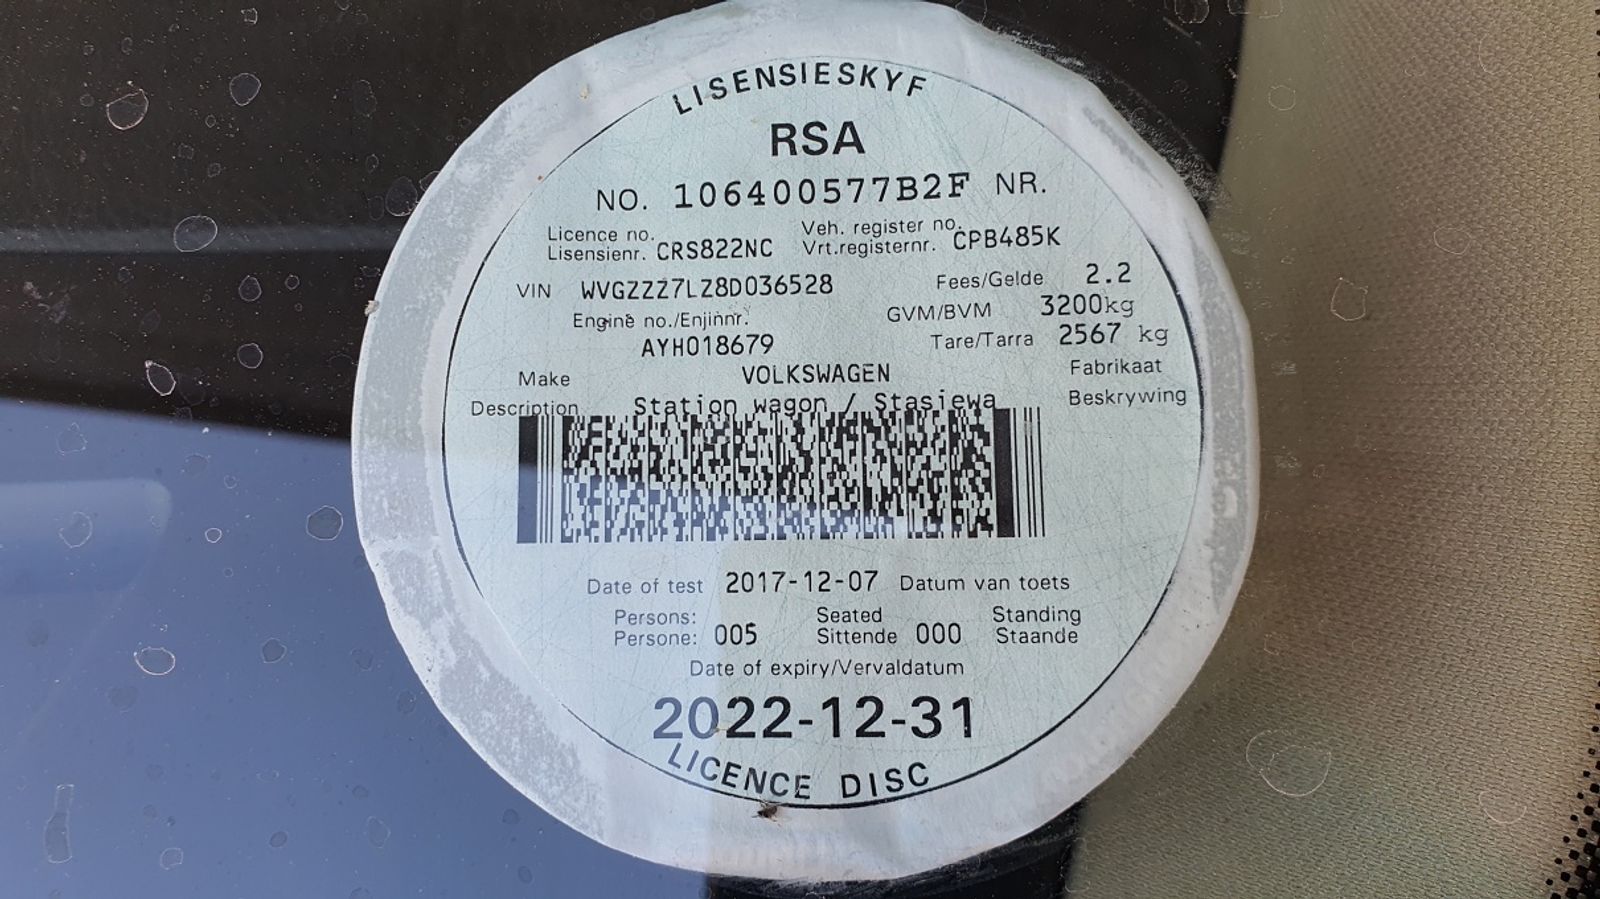 LISENSIESKYF
RSA
NO. 106400577B2F NR.
Licence no. Veh. register no.
Lisensienr. CRS822NC Vrt.registernr. CPB485K
VIN WVGZZZ7LZ8D036528 Fees/Gelde 2.2
Engine no./Enjinnr. GVM/BVM 3200kg
AYH018679 Tare/Tarra 2567 kg
Make VOLKSWAGEN Fabrikaat
Description Station wagon / Stasiewa Beskrywing
Date of test 2017-12-07 Datum van toets
Persons: Seated Standing
Persone: 005 Sittende 000 Staande
Date of expiry/Vervaldatum
2022-12-31
LICENCE DISC